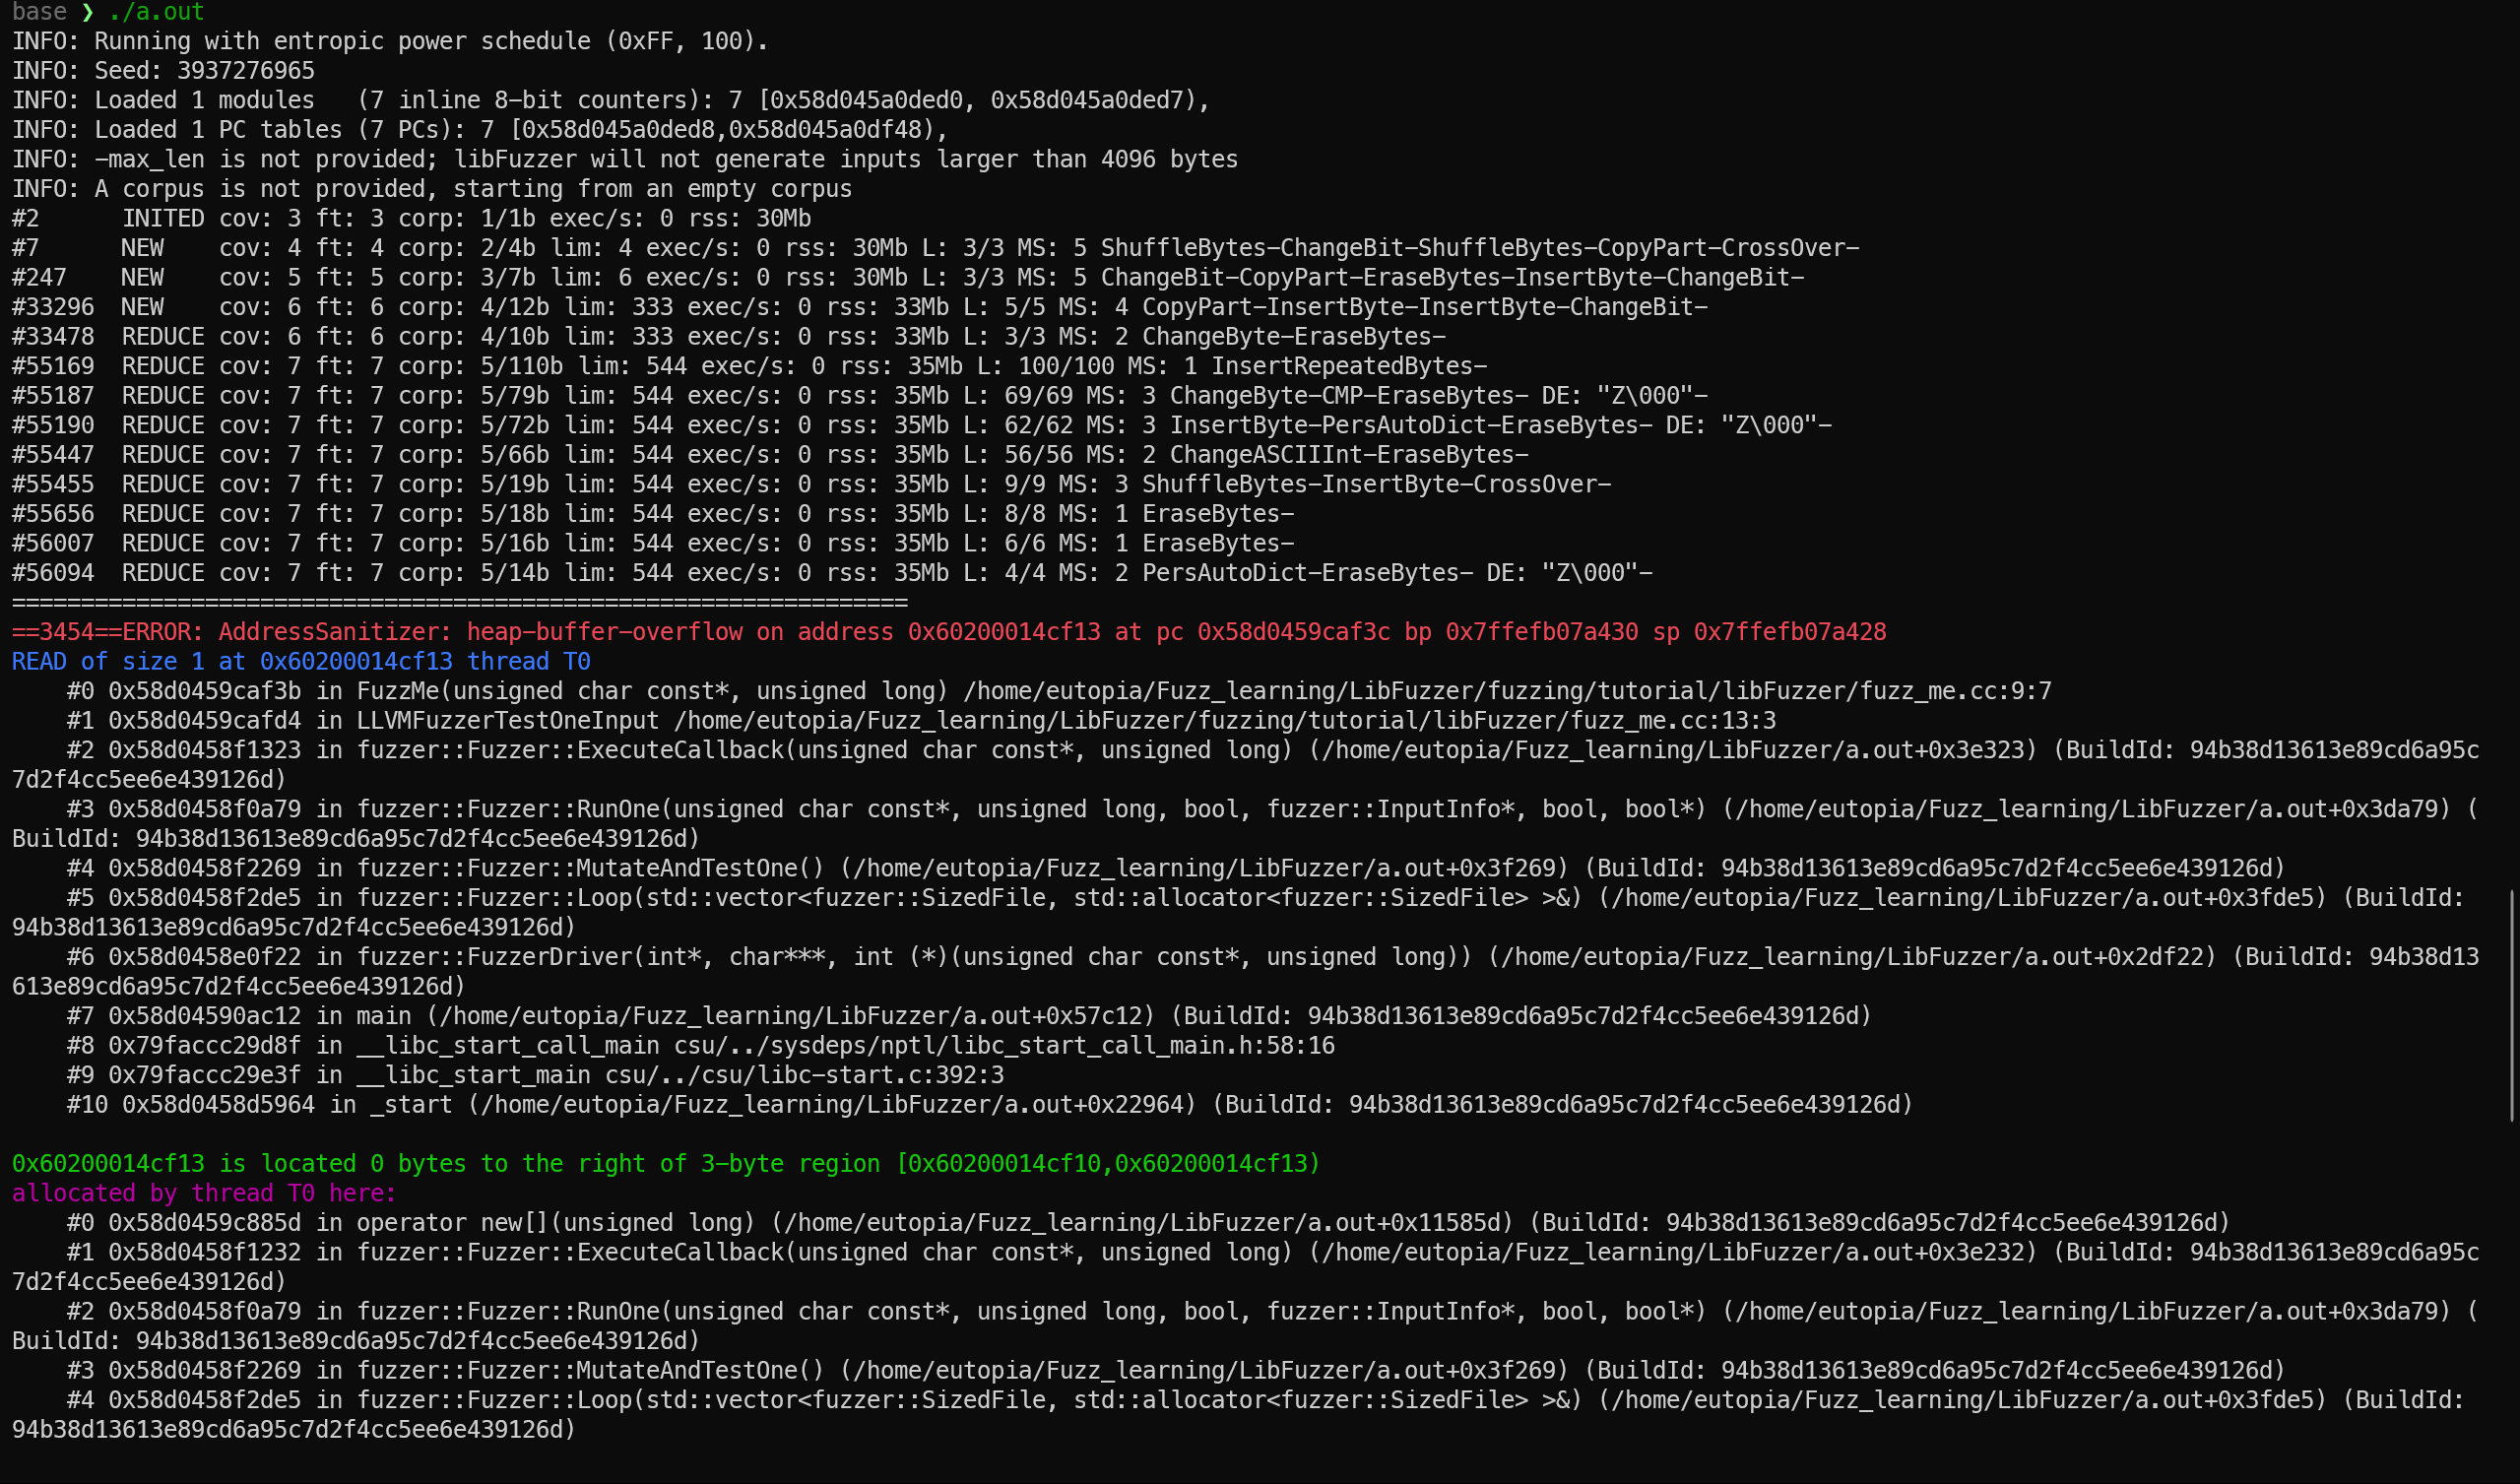 base ❯ ./a.out
INFO: Running with entropic power schedule (0xFF, 100).
INFO: Seed: 3937276965
INFO: Loaded 1 modules   (7 inline 8-bit counters): 7 [0x58d045a0ded0, 0x58d045a0ded7),
INFO: Loaded 1 PC tables (7 PCs): 7 [0x58d045a0ded8,0x58d045a0df48),
INFO: -max_len is not provided; libFuzzer will not generate inputs larger than 4096 bytes
INFO: A corpus is not provided, starting from an empty corpus
#2      INITED cov: 3 ft: 3 corp: 1/1b exec/s: 0 rss: 30Mb
#7      NEW    cov: 4 ft: 4 corp: 2/4b lim: 4 exec/s: 0 rss: 30Mb L: 3/3 MS: 5 ShuffleBytes-ChangeBit-ShuffleBytes-CopyPart-CrossOver-
#247    NEW    cov: 5 ft: 5 corp: 3/7b lim: 6 exec/s: 0 rss: 30Mb L: 3/3 MS: 5 ChangeBit-CopyPart-EraseBytes-InsertByte-ChangeBit-
#33296  NEW    cov: 6 ft: 6 corp: 4/12b lim: 333 exec/s: 0 rss: 33Mb L: 5/5 MS: 4 CopyPart-InsertByte-InsertByte-ChangeBit-
#33478  REDUCE cov: 6 ft: 6 corp: 4/10b lim: 333 exec/s: 0 rss: 33Mb L: 3/3 MS: 2 ChangeByte-EraseBytes-
#55169  REDUCE cov: 7 ft: 7 corp: 5/110b lim: 544 exec/s: 0 rss: 35Mb L: 100/100 MS: 1 InsertRepeatedBytes-
#55187  REDUCE cov: 7 ft: 7 corp: 5/79b lim: 544 exec/s: 0 rss: 35Mb L: 69/69 MS: 3 ChangeByte-CMP-EraseBytes- DE: "Z\000"-
#55190  REDUCE cov: 7 ft: 7 corp: 5/72b lim: 544 exec/s: 0 rss: 35Mb L: 62/62 MS: 3 InsertByte-PersAutoDict-EraseBytes- DE: "Z\000"-
#55447  REDUCE cov: 7 ft: 7 corp: 5/66b lim: 544 exec/s: 0 rss: 35Mb L: 56/56 MS: 2 ChangeASCIIInt-EraseBytes-
#55455  REDUCE cov: 7 ft: 7 corp: 5/19b lim: 544 exec/s: 0 rss: 35Mb L: 9/9 MS: 3 ShuffleBytes-InsertByte-CrossOver-
#55656  REDUCE cov: 7 ft: 7 corp: 5/18b lim: 544 exec/s: 0 rss: 35Mb L: 8/8 MS: 1 EraseBytes-
#56007  REDUCE cov: 7 ft: 7 corp: 5/16b lim: 544 exec/s: 0 rss: 35Mb L: 6/6 MS: 1 EraseBytes-
#56094  REDUCE cov: 7 ft: 7 corp: 5/14b lim: 544 exec/s: 0 rss: 35Mb L: 4/4 MS: 2 PersAutoDict-EraseBytes- DE: "Z\000"-
=================================================================
==3454==ERROR: AddressSanitizer: heap-buffer-overflow on address 0x60200014cf13 at pc 0x58d0459caf3c bp 0x7ffefb07a430 sp 0x7ffefb07a428
READ of size 1 at 0x60200014cf13 thread T0
    #0 0x58d0459caf3b in FuzzMe(unsigned char const*, unsigned long) /home/eutopia/Fuzz_learning/LibFuzzer/fuzzing/tutorial/libFuzzer/fuzz_me.cc:9:7
    #1 0x58d0459cafd4 in LLVMFuzzerTestOneInput /home/eutopia/Fuzz_learning/LibFuzzer/fuzzing/tutorial/libFuzzer/fuzz_me.cc:13:3
    #2 0x58d0458f1323 in fuzzer::Fuzzer::ExecuteCallback(unsigned char const*, unsigned long) (/home/eutopia/Fuzz_learning/LibFuzzer/a.out+0x3e323) (BuildId: 94b38d13613e89cd6a95c
7d2f4cc5ee6e439126d)
    #3 0x58d0458f0a79 in fuzzer::Fuzzer::RunOne(unsigned char const*, unsigned long, bool, fuzzer::InputInfo*, bool, bool*) (/home/eutopia/Fuzz_learning/LibFuzzer/a.out+0x3da79) (
BuildId: 94b38d13613e89cd6a95c7d2f4cc5ee6e439126d)
    #4 0x58d0458f2269 in fuzzer::Fuzzer::MutateAndTestOne() (/home/eutopia/Fuzz_learning/LibFuzzer/a.out+0x3f269) (BuildId: 94b38d13613e89cd6a95c7d2f4cc5ee6e439126d)
    #5 0x58d0458f2de5 in fuzzer::Fuzzer::Loop(std::vector<fuzzer::SizedFile, std::allocator<fuzzer::SizedFile> >&) (/home/eutopia/Fuzz_learning/LibFuzzer/a.out+0x3fde5) (BuildId:
94b38d13613e89cd6a95c7d2f4cc5ee6e439126d)
    #6 0x58d0458e0f22 in fuzzer::FuzzerDriver(int*, char***, int (*)(unsigned char const*, unsigned long)) (/home/eutopia/Fuzz_learning/LibFuzzer/a.out+0x2df22) (BuildId: 94b38d13
613e89cd6a95c7d2f4cc5ee6e439126d)
    #7 0x58d04590ac12 in main (/home/eutopia/Fuzz_learning/LibFuzzer/a.out+0x57c12) (BuildId: 94b38d13613e89cd6a95c7d2f4cc5ee6e439126d)
    #8 0x79faccc29d8f in __libc_start_call_main csu/../sysdeps/nptl/libc_start_call_main.h:58:16
    #9 0x79faccc29e3f in __libc_start_main csu/../csu/libc-start.c:392:3
    #10 0x58d0458d5964 in _start (/home/eutopia/Fuzz_learning/LibFuzzer/a.out+0x22964) (BuildId: 94b38d13613e89cd6a95c7d2f4cc5ee6e439126d)
0x60200014cf13 is located 0 bytes to the right of 3-byte region [0x60200014cf10,0x60200014cf13)
allocated by thread T0 here:
    #0 0x58d0459c885d in operator new[](unsigned long) (/home/eutopia/Fuzz_learning/LibFuzzer/a.out+0x11585d) (BuildId: 94b38d13613e89cd6a95c7d2f4cc5ee6e439126d)
    #1 0x58d0458f1232 in fuzzer::Fuzzer::ExecuteCallback(unsigned char const*, unsigned long) (/home/eutopia/Fuzz_learning/LibFuzzer/a.out+0x3e232) (BuildId: 94b38d13613e89cd6a95c
7d2f4cc5ee6e439126d)
    #2 0x58d0458f0a79 in fuzzer::Fuzzer::RunOne(unsigned char const*, unsigned long, bool, fuzzer::InputInfo*, bool, bool*) (/home/eutopia/Fuzz_learning/LibFuzzer/a.out+0x3da79) (
BuildId: 94b38d13613e89cd6a95c7d2f4cc5ee6e439126d)
    #3 0x58d0458f2269 in fuzzer::Fuzzer::MutateAndTestOne() (/home/eutopia/Fuzz_learning/LibFuzzer/a.out+0x3f269) (BuildId: 94b38d13613e89cd6a95c7d2f4cc5ee6e439126d)
    #4 0x58d0458f2de5 in fuzzer::Fuzzer::Loop(std::vector<fuzzer::SizedFile, std::allocator<fuzzer::SizedFile> >&) (/home/eutopia/Fuzz_learning/LibFuzzer/a.out+0x3fde5) (BuildId:
94b38d13613e89cd6a95c7d2f4cc5ee6e439126d)